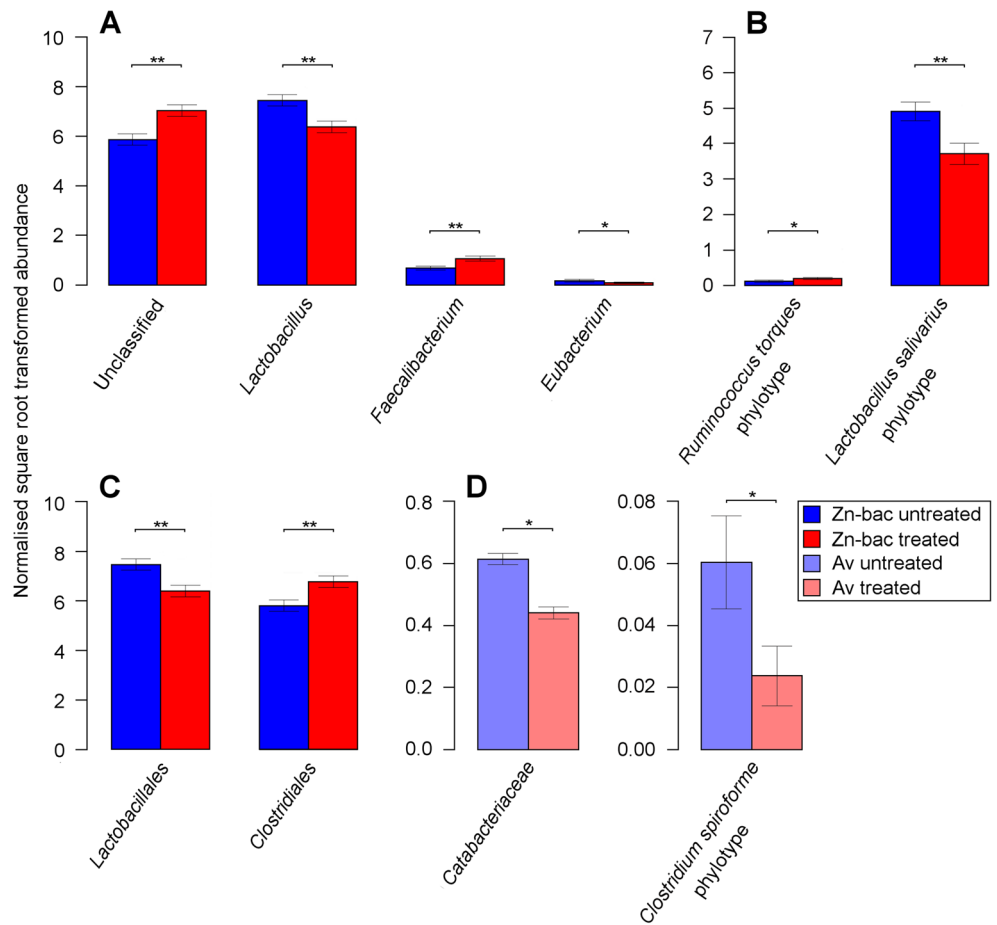 Normalised square root transformed abundance
A
10
8
6
4
2
0
**
**
**
*
Unclassified
Lactobacillus
Faecalibacterium
Eubacterium
B
7
6
5
4
3
2
1
0
*
**
Ruminococcus torques
phylotype
Lactobacillus salivarius
phylotype
C
10
8
6
4
2
0
**
**
Lactobacillales
Clostridiales
D
0.8
0.6
0.4
0.2
0.0
*
Catabacteriaceae
0.08
0.06
0.04
0.02
0.00
*
Clostridium spiroforme
phylotype
Zn-bac untreated
Zn-bac treated
Av untreated
Av treated